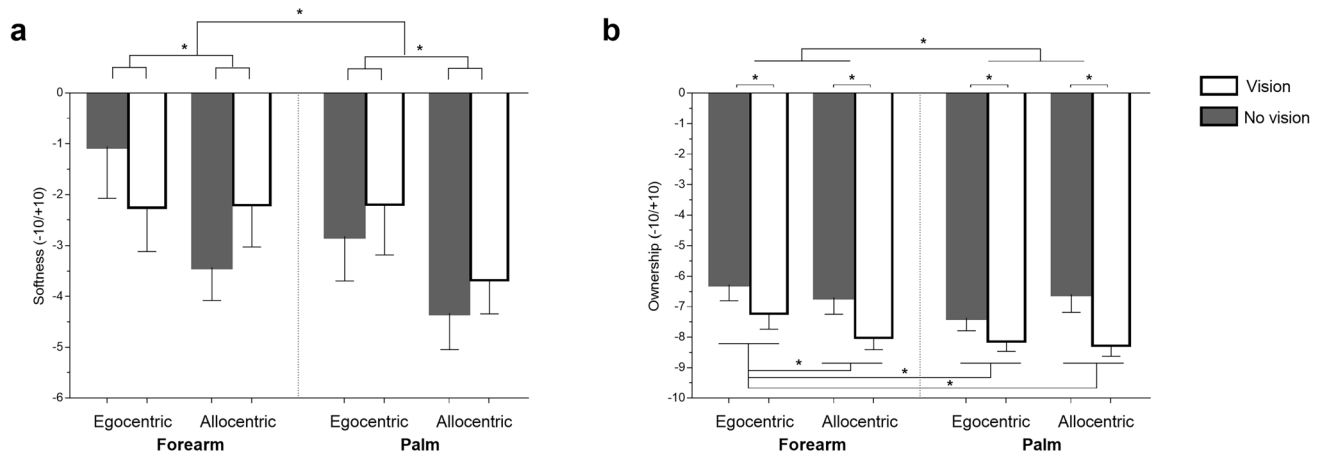 a
*
*
*
0
-1
-2
-3
-4
-5
-6
Softness (-10/+10)
Egocentric Allocentric Egocentric Allocentric
Forearm Palm
b
*
* * * *
0
-1
-2
-3
-4
-5
-6
-7
-8
-9
-10
Ownership (-10/+10)
*
*
*
Egocentric Allocentric Egocentric Allocentric
Forearm Palm
Vision
No vision